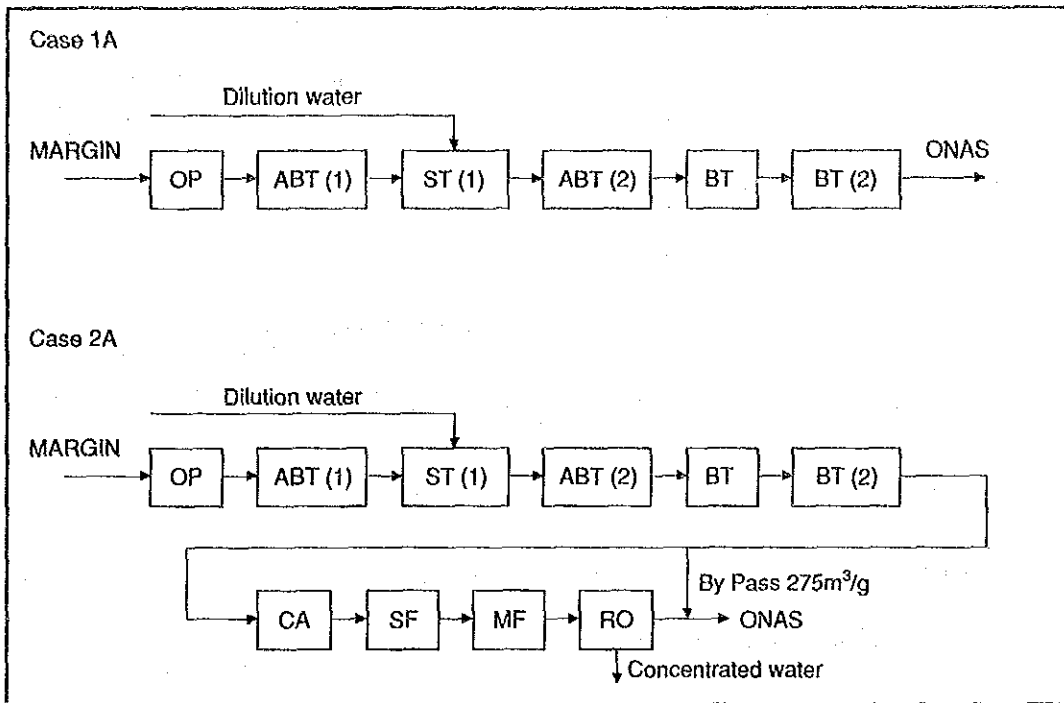 Case 1A
Dilution water
MARGIN
ONAS
OP
ABT (1)
ST (1)
ABT (2)
BT
BT (2)
Case 2A
Dilution water
MARGIN
OP
ABT (1)
ST (1)
ABT (2)
BT
BT (2)
By Pass 275m³/g
CA
SF
MF
RO
ONAS
Concentrated water